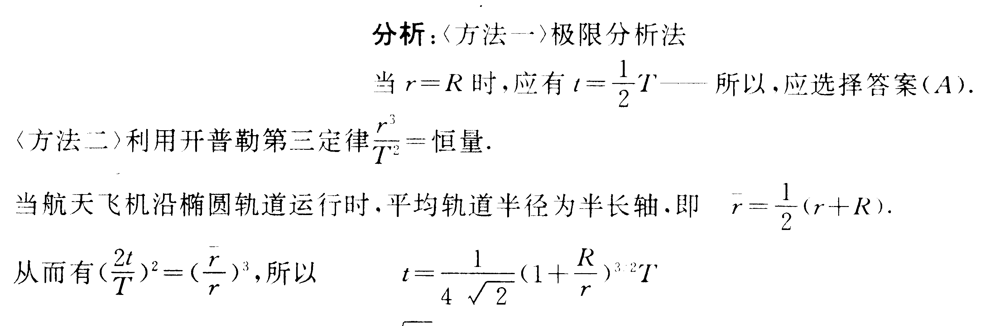 分析:〈方法一〉极限分析法
当 r=R 时,应有 t=\frac{1}{2}T——所以,应选择答案(A).
〈方法二〉利用开普勒第三定律\frac{r^3}{T^2}=恒量.
当航天飞机沿椭圆轨道运行时,平均轨道半径为半长轴.即 \bar{r}=\frac{1}{2}(r+R).
从而有(\frac{2t}{T})^2=(\frac{\bar{r}}{r})^3,所以 t=\frac{1}{4\sqrt{2}}(1+\frac{R}{r})^{3/2}T